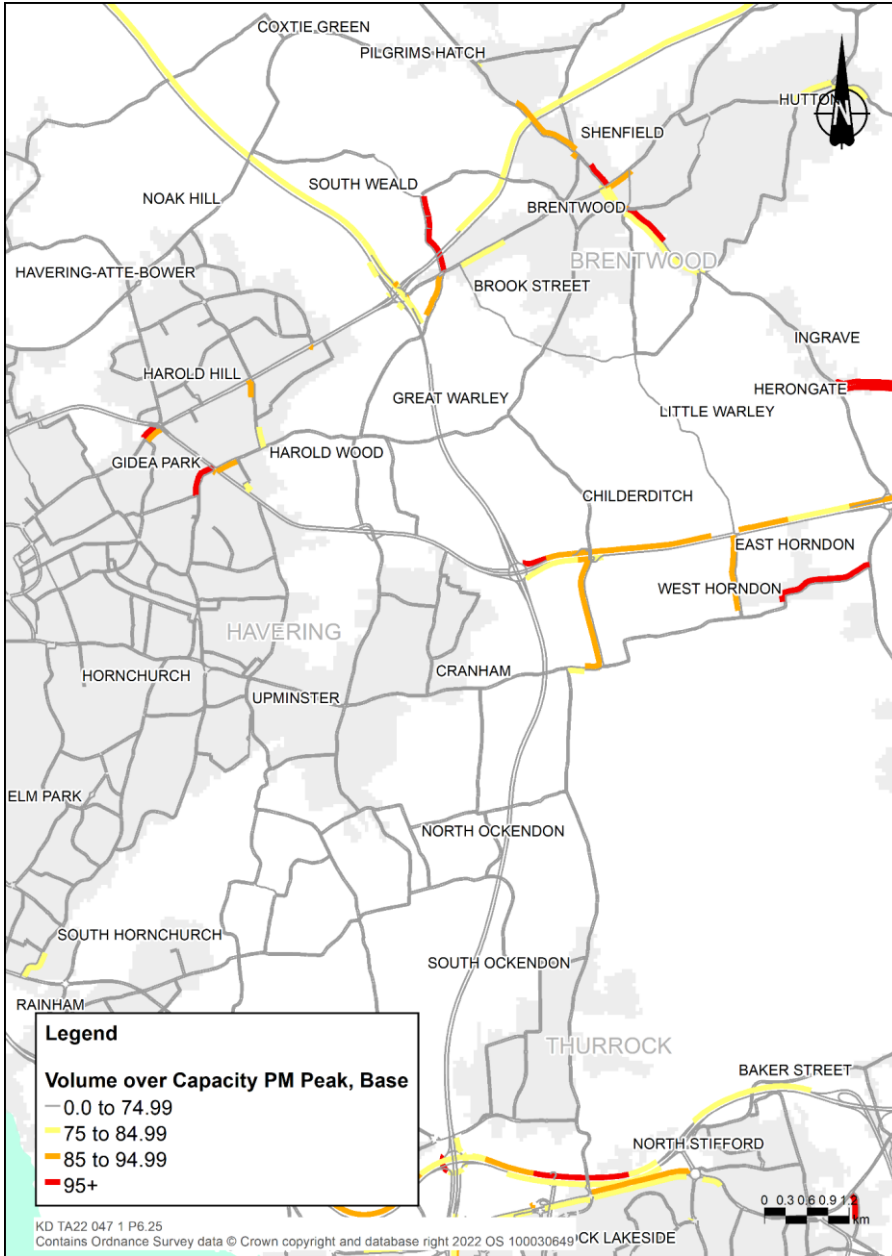 COXTIE GREEN
PILGRIMS HATCH
HUTTON
N
SHENFIELD
SOUTH WEALD
NOAK HILL
BRENTWOOD
BRENTWOOD
HAVERING-ATTE-BOWER
BROOK STREET
INGRAVE
HAROLD HILL
HERONGATE
GREAT WARLEY
LITTLE WARLEY
HAROLD WOOD
GIDEA PARK
CHILDERDITCH
EAST HORNDON
WEST HORNDON
HAVERING
CRANHAM
HORNCHURCH
UPMINSTER
ELM PARK
NORTH OCKENDON
SOUTH HORNCHURCH
SOUTH OCKENDON
RAINHAM
THURROCK
BAKER STREET
NORTH STIFFORD
Legend
Volume over Capacity PM Peak, Base
0.0 to 74.99
75 to 84.99
85 to 94.99
95+
0 0.3 0.6 0.9 1.2
km
KD TA22 047 1 P6.25
Contains Ordnance Survey data © Crown copyright and database right 2022 OS 100030649
CK LAKESIDE